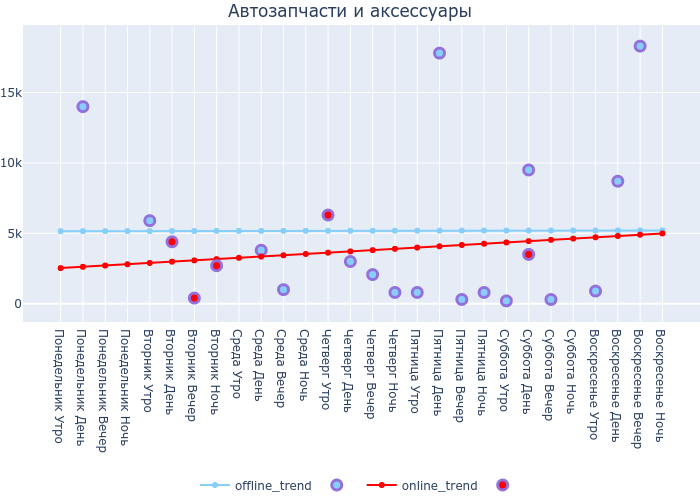 Автозапчасти и аксессуары
15k
10k
5k
0
Понедельник Утро
Понедельник День
Понедельник Вечер
Понедельник Ночь
Вторник Утро
Вторник День
Вторник Вечер
Вторник Ночь
Среда Утро
Среда День
Среда Вечер
Среда Ночь
Четверг Утро
Четверг День
Четверг Вечер
Четверг Ночь
Пятница Утро
Пятница День
Пятница Вечер
Пятница Ночь
Суббота Утро
Суббота День
Суббота Вечер
Суббота Ночь
Воскресенье Утро
Воскресенье День
Воскресенье Вечер
Воскресенье Ночь
offline_trend
online_trend